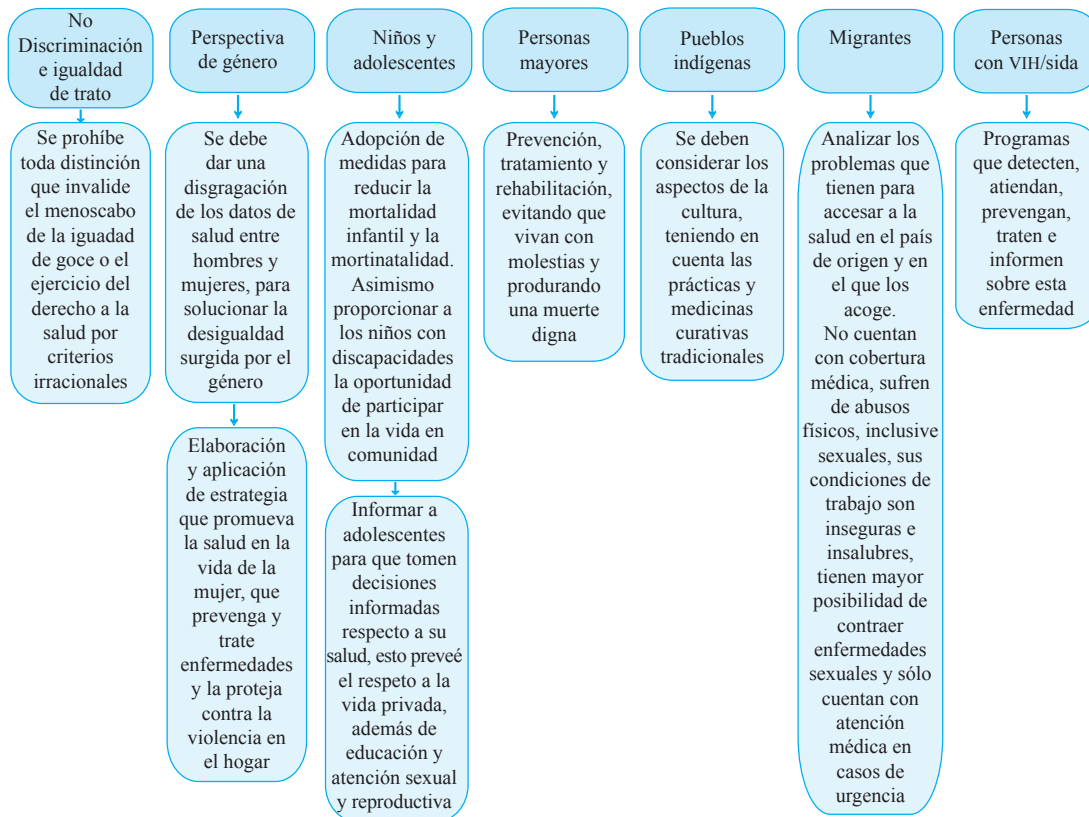 No
Discriminación
e igualdad
de trato
Se prohíbe
toda distinción
que invalide
el menoscabo
de la iguadad
de goce o el
ejercicio del
derecho a la
salud por
criterios
irracionales
Perspectiva
de género
Se debe
dar una
disgragación
de los datos de
salud entre
hombres y
mujeres, para
solucionar la
desigualdad
surgida por el
género
Elaboración
y aplicación
de estrategia
que promueva
la salud en la
vida de la
mujer, que
prevenga y
trate
enfermedades
y la proteja
contra la
violencia en
el hogar
Niños y
adolescentes
Adopción de
medidas para
reducir la
mortalidad
infantil y la
mortinatalidad.
Asimismo
proporcionar a
los niños con
discapacidades
la oportunidad
de participar
en la vida en
comunidad
Informar a
adolescentes
para que tomen
decisiones
informadas
respecto a su
salud, esto preveé
el respeto a la
vida privada,
además de
educación y
atención sexual
y reproductiva
Personas
mayores
Prevención,
tratamiento y
rehabilitación,
evitando que
vivan con
molestias y
produrando
una muerte
digna
Pueblos
indígenas
Se deben
considerar los
aspectos de la
cultura,
teniendo en
cuenta las
prácticas y
medicinas
curativas
tradicionales
Migrantes
Analizar los
problemas que
tienen para
accesar a la
salud en el país
de origen y en
el que los
acoge.
No cuentan
con cobertura
médica, sufren
de abusos
físicos, inclusive
sexuales, sus
condiciones de
trabajo son
inseguras e
insalubres,
tienen mayor
posibilidad de
contraer
enfermedades
sexuales y sólo
cuentan con
atención
médica en
casos de
urgencia
Personas
con VIH/sida
Programas
que detecten,
atiendan,
prevengan,
traten e
informen
sobre esta
enfermedad